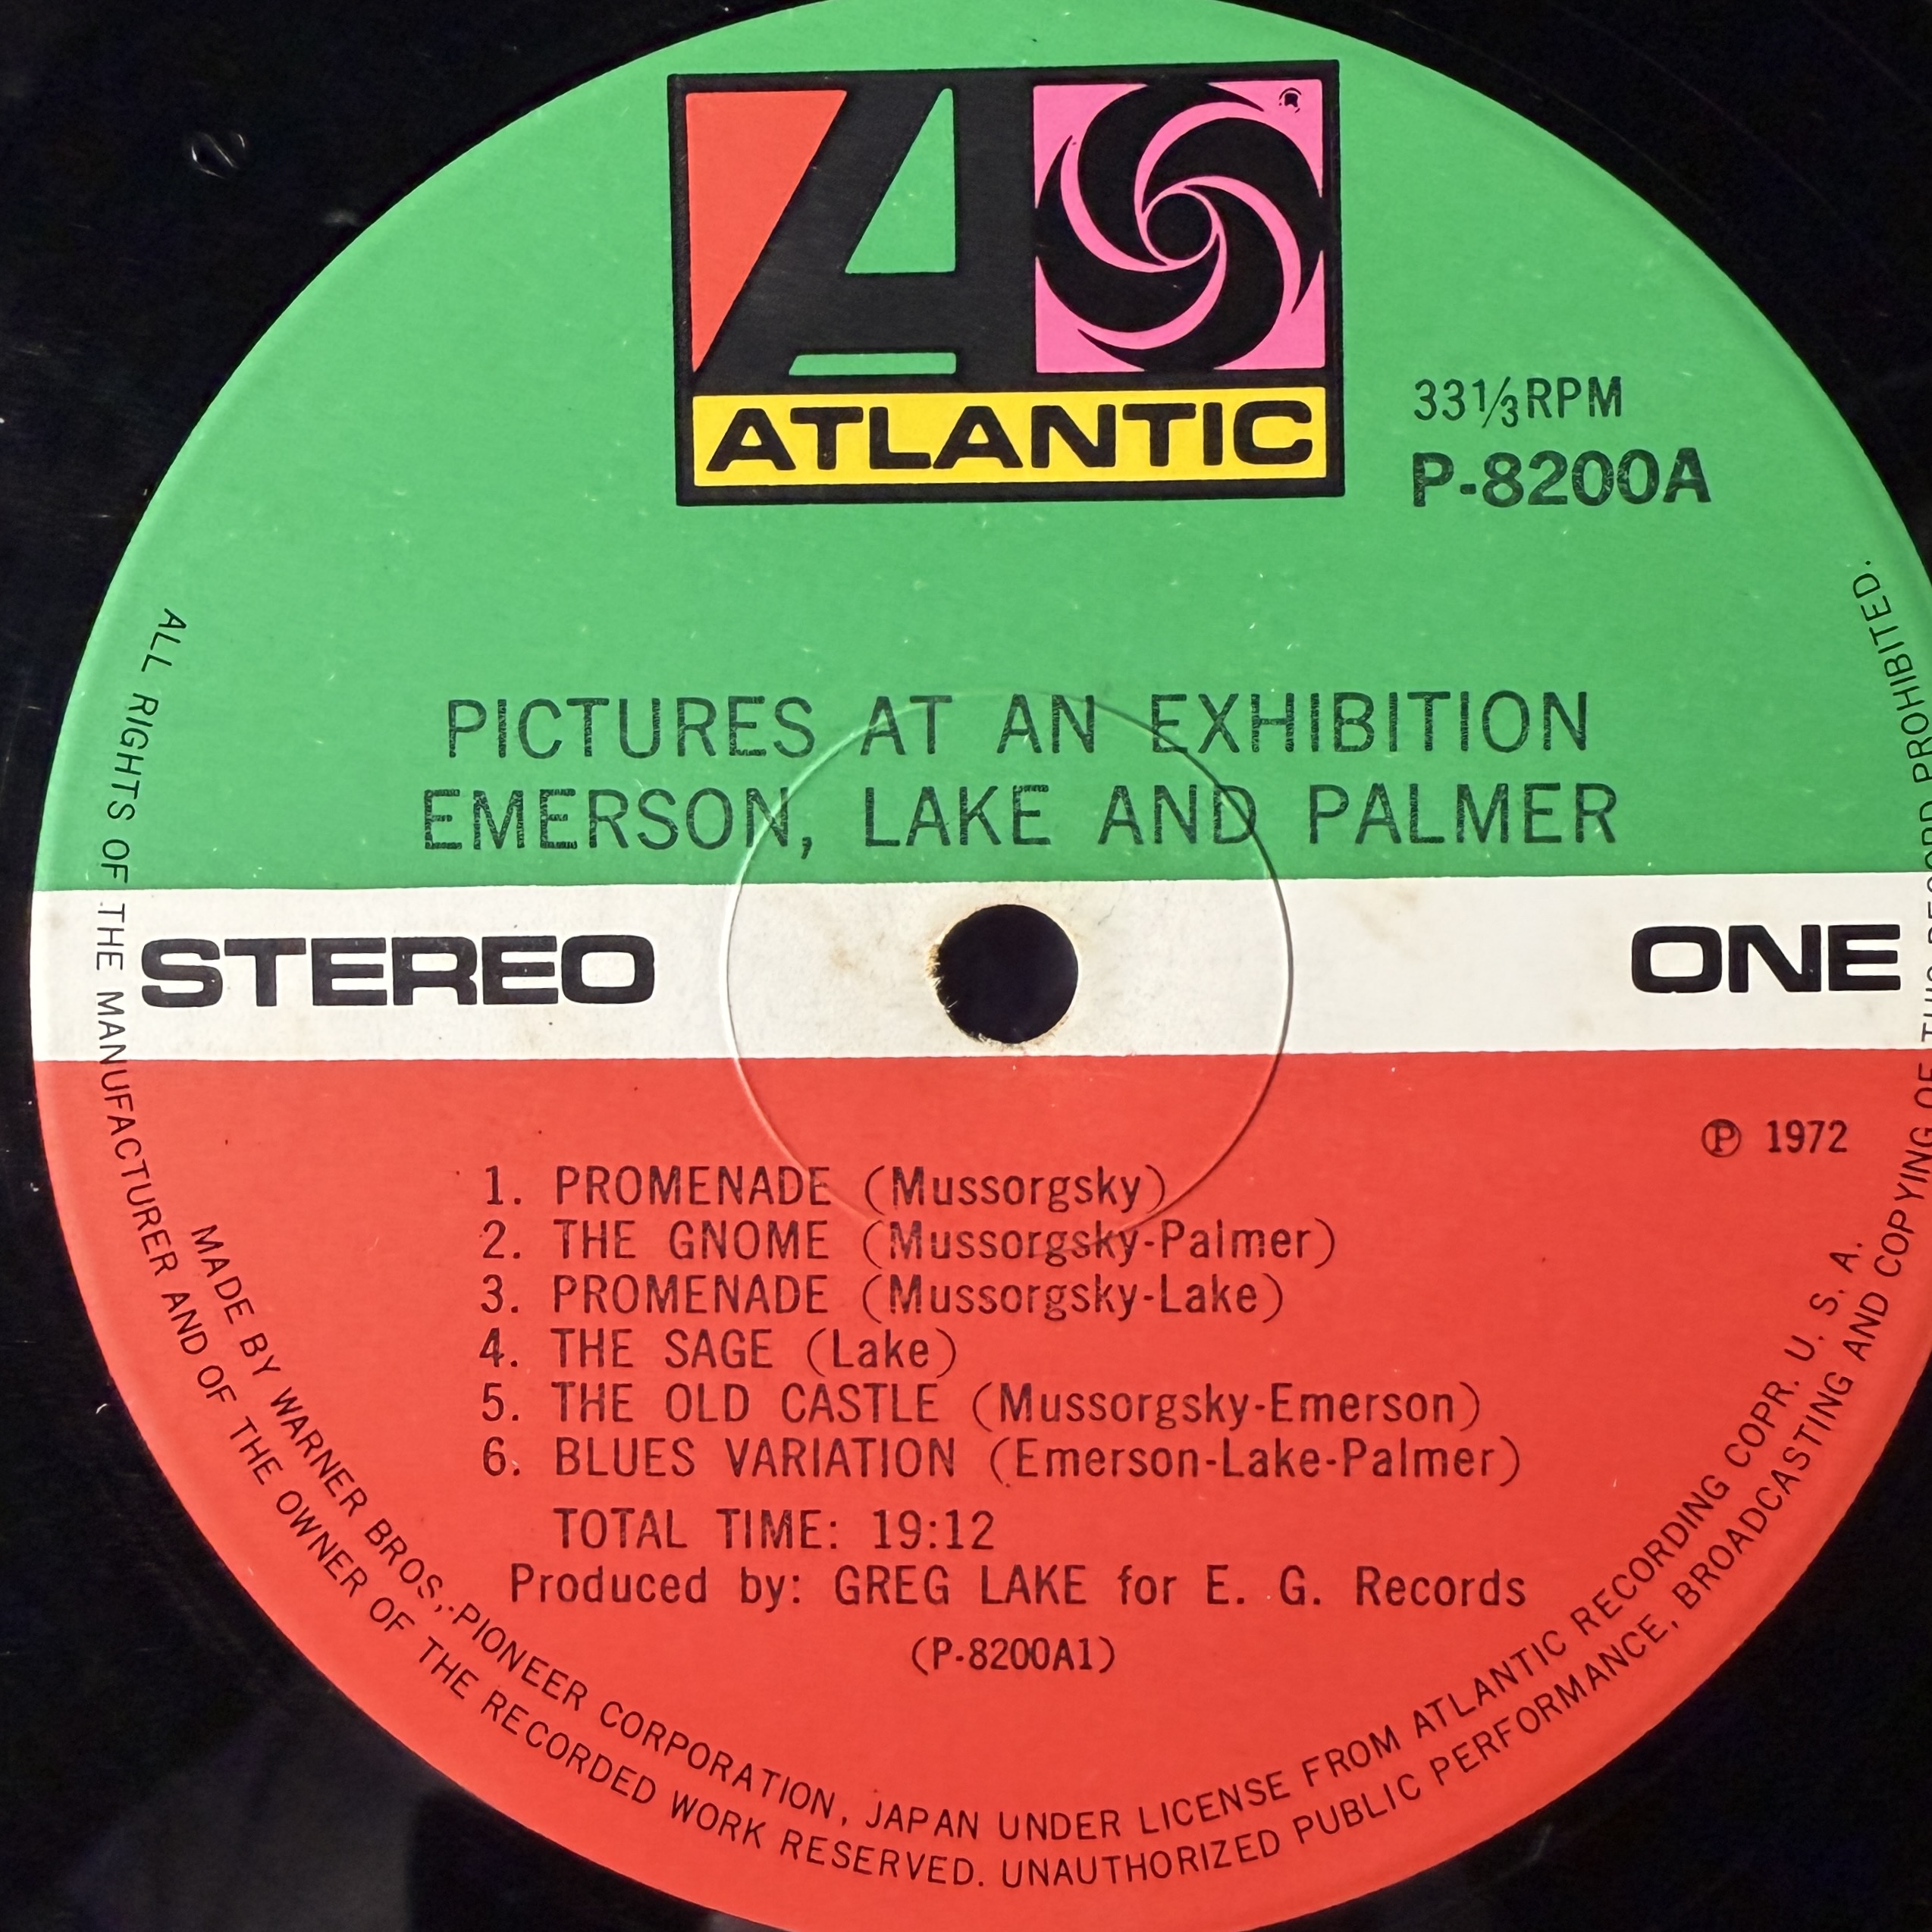 ATLANTIC
33⅓RPM
P-8200A
PICTURES AT AN EXHIBITION
EMERSON, LAKE AND PALMER
STEREO
ONE
Ⓟ 1972
1. PROMENADE (Mussorgsky)
2. THE GNOME (Mussorgsky-Palmer)
3. PROMENADE (Mussorgsky-Lake)
4. THE SAGE (Lake)
5. THE OLD CASTLE (Mussorgsky-Emerson)
6. BLUES VARIATION (Emerson-Lake-Palmer)
TOTAL TIME: 19:12
Produced by: GREG LAKE for E. G. Records
(P-8200A1)
MADE BY WARNER BROS,-PIONEER CORPORATION, JAPAN UNDER LICENSE FROM ATLANTIC RECORDING COPR. U. S. A.
ALL RIGHTS OF THE MANUFACTURER AND OF THE OWNER OF THE RECORDED WORK RESERVED. UNAUTHORIZED PUBLIC PERFORMANCE, BROADCASTING AND COPYING OF THIS RECORD PROHIBITED.